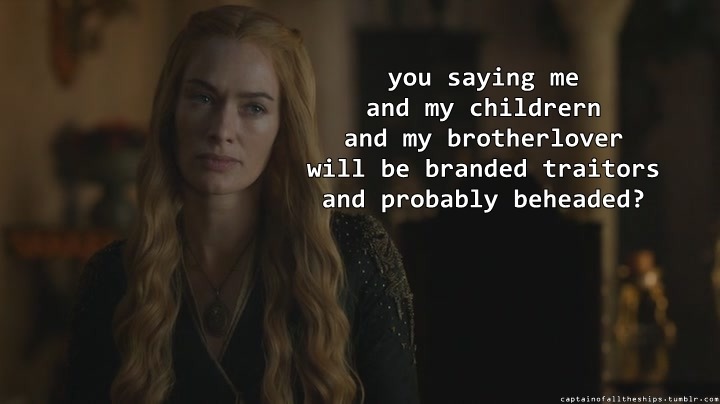 you saying me
and my childrern
and my brotherlover
will be branded traitors
and probably beheaded?
captainofalltheships.tumblr.com